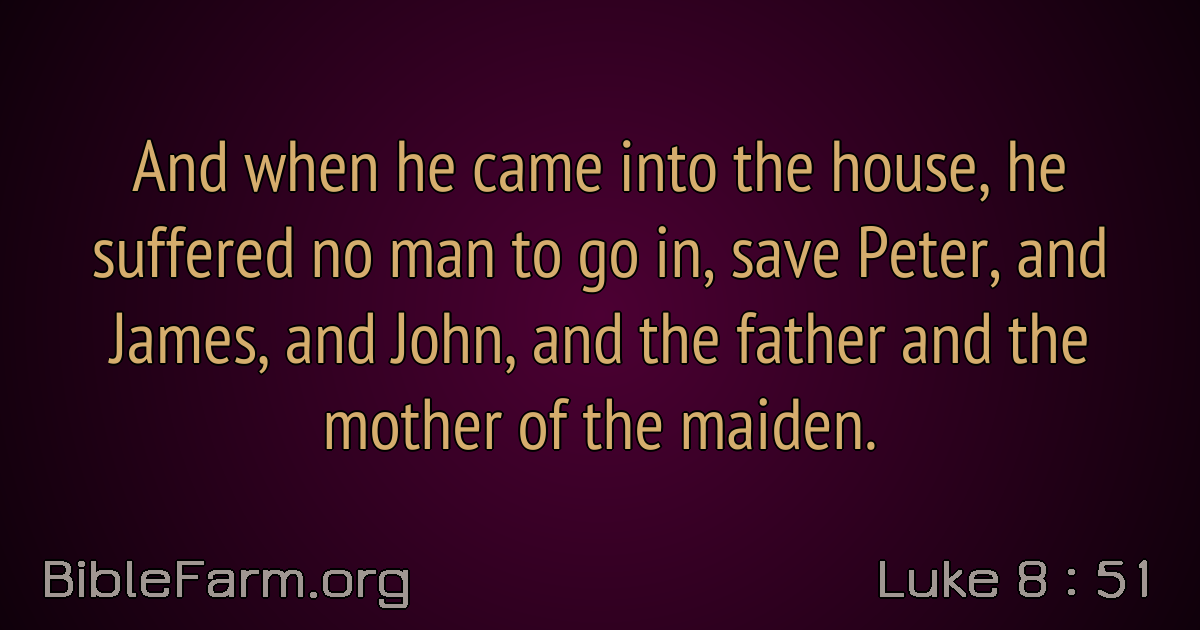 And when he came into the house, he
suffered no man to go in, save Peter, and
James, and John, and the father and the
mother of the maiden.
BibleFarm.org
Luke 8 : 51